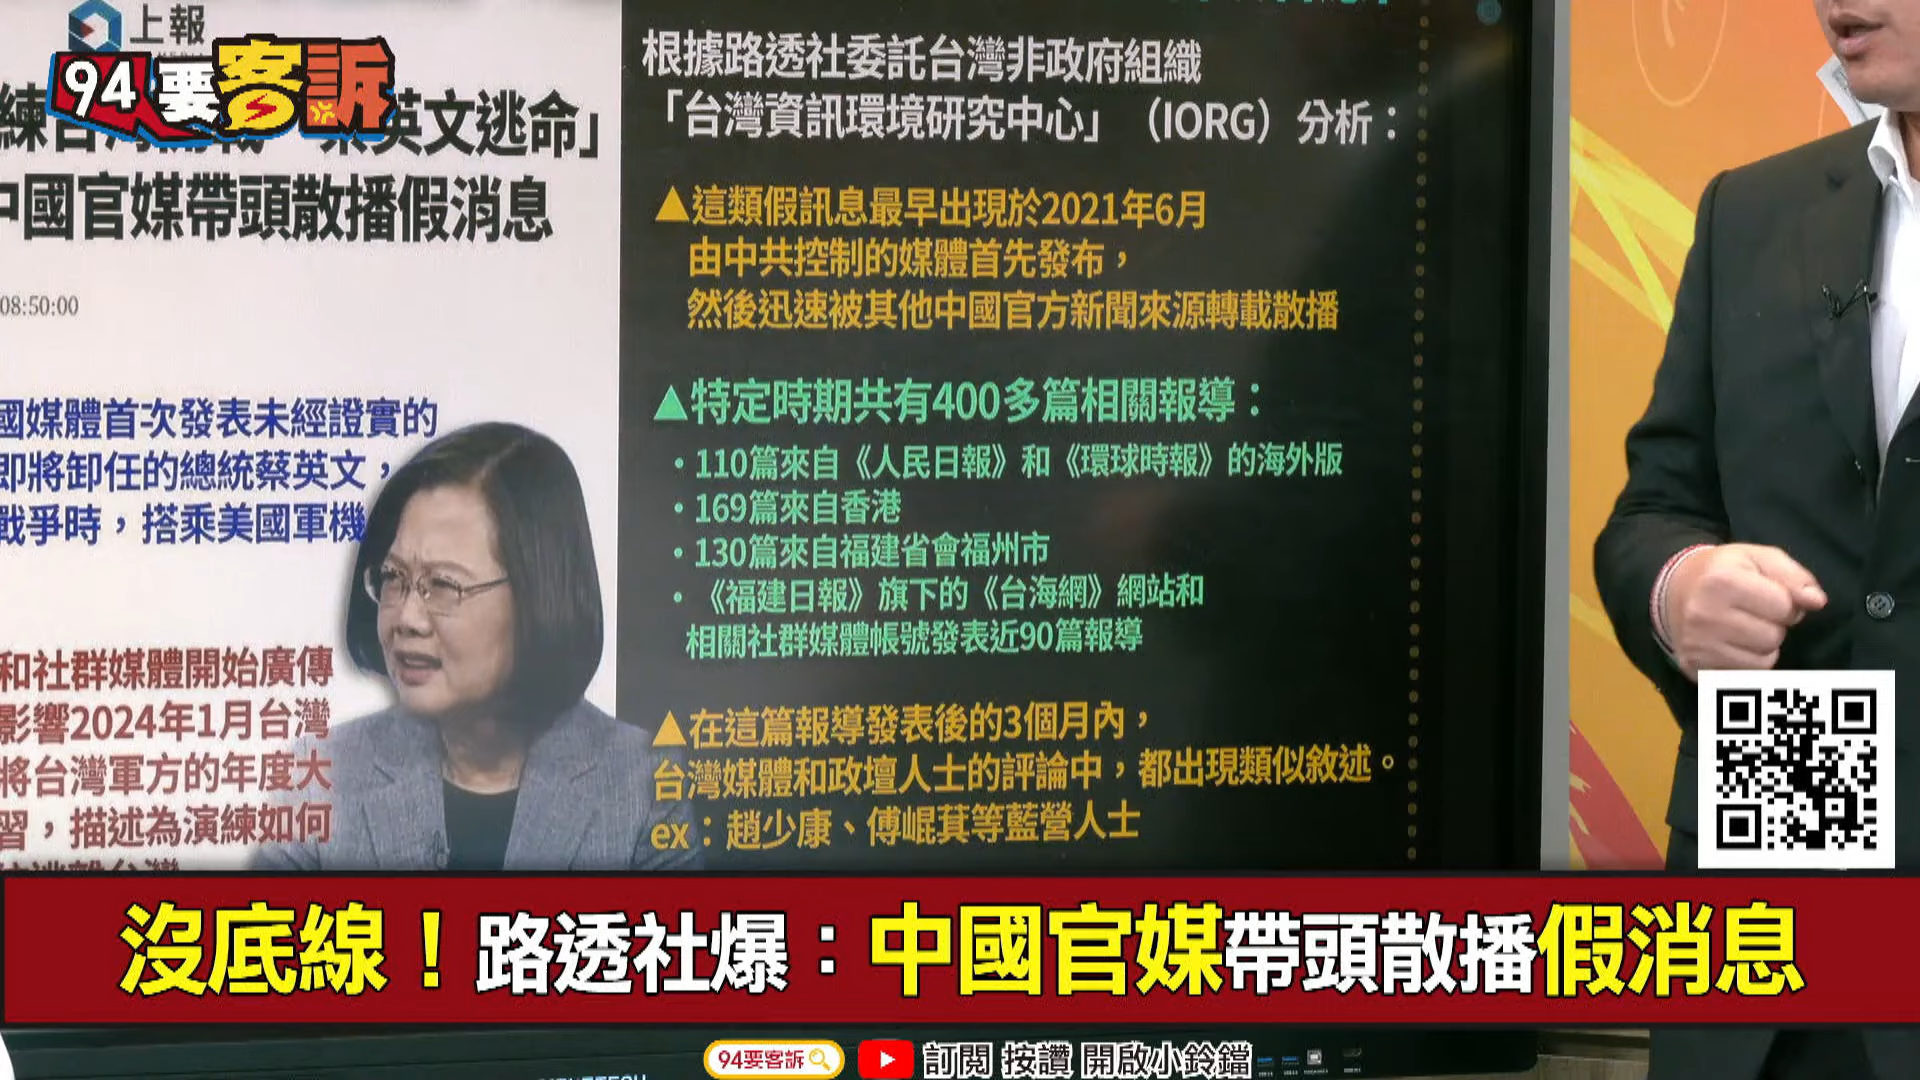 上報
94要客訴
英文逃命」
中國官媒帶頭散播假消息
08:50:00
國媒體首次發表未經證實的
即將卸任的總統蔡英文，
戰爭時，搭乘美國軍機
和社群媒體開始廣傳
影響2024年1月台灣
將台灣軍方的年度大
習，描述為演練如何
根據路透社委託台灣非政府組織
「台灣資訊環境研究中心」（IORG）分析：
▲這類假訊息最早出現於2021年6月
由中共控制的媒體首先發布，
然後迅速被其他中國官方新聞來源轉載散播
▲特定時期共有400多篇相關報導：
・110篇來自《人民日報》和《環球時報》的海外版
・169篇來自香港
・130篇來自福建省會福州市
・《福建日報》旗下的《台海網》網站和
相關社群媒體帳號發表近90篇報導
▲在這篇報導發表後的3個月內，
台灣媒體和政壇人士的評論中，都出現類似敘述。
ex：趙少康、傅崐萁等藍營人士
沒底線！路透社爆：中國官媒帶頭散播假消息
94要客訴
訂閱 按讚 開啟小鈴鐺